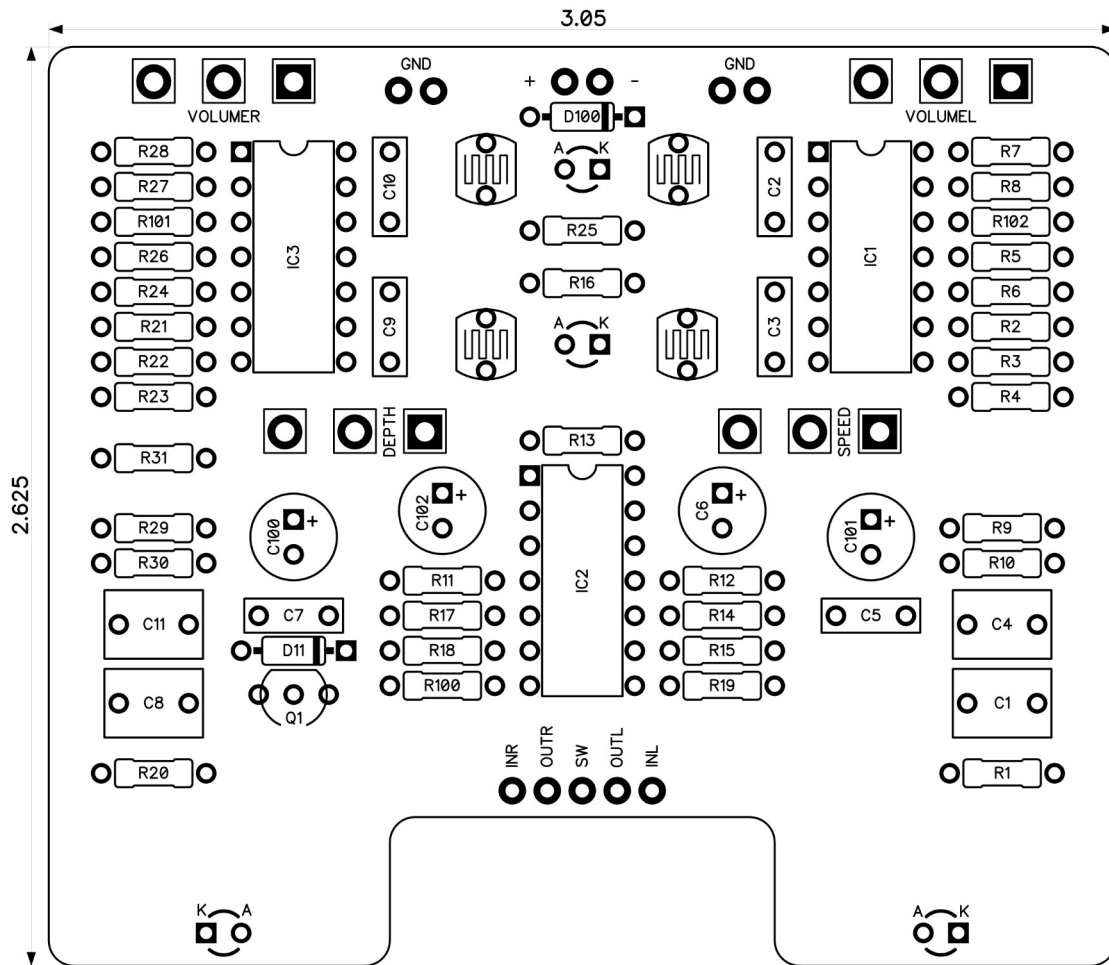 3.05
GND + - GND
VOLUMER D100 VOLUMEL
A K
R28 C10 C2 R7
R27 R8
R101 R25 R102
R26 IC3 IC1 R5
R24 R16 R6
R21 C9 C3 R2
A K
R22 R3
R23 R4
DEPTH SPEED
R13
R31
2.625
C100 + C102 + C6 + C101 +
R29 R9
R30 R10
R11 IC2 R12
C11 C7 R17 R14 C5 C4
D11 R18 R15
R100 R19
C8 Q1 C1
INR OUTR SW OUTL INL
R20 R1
K A A K